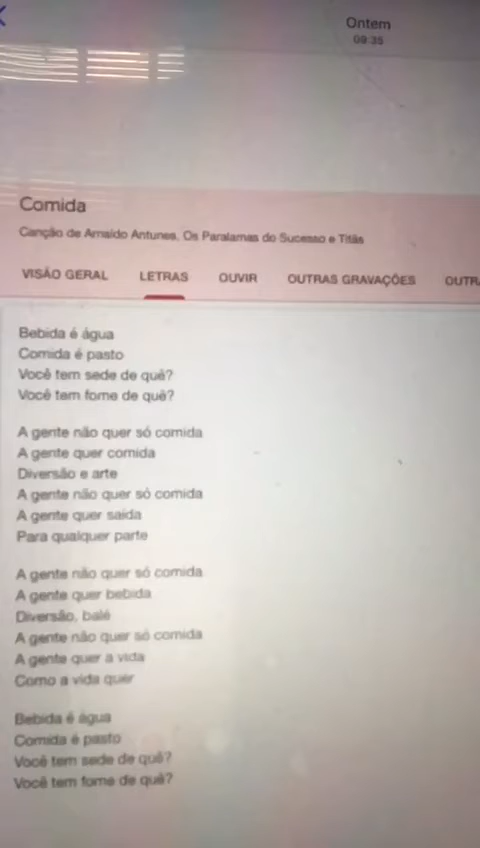 Ontem
09:35
Comida
Canção de Arnaldo Antunes, Os Paralamas do Sucesso e Titãs
VISÃO GERAL LETRAS OUVIR OUTRAS GRAVAÇÕES OUTRA
Bebida é água
Comida é pasto
Você tem sede de quê?
Você tem fome de quê?
A gente não quer só comida
A gente quer comida
Diversão e arte
A gente não quer só comida
A gente quer saída
Para qualquer parte
A gente não quer só comida
A gente quer bebida
Diversão, balé
A gente não quer só comida
A gente quer a vida
Como a vida quer
Bebida é água
Comida é pasto
Você tem sede de quê?
Você tem fome de quê?